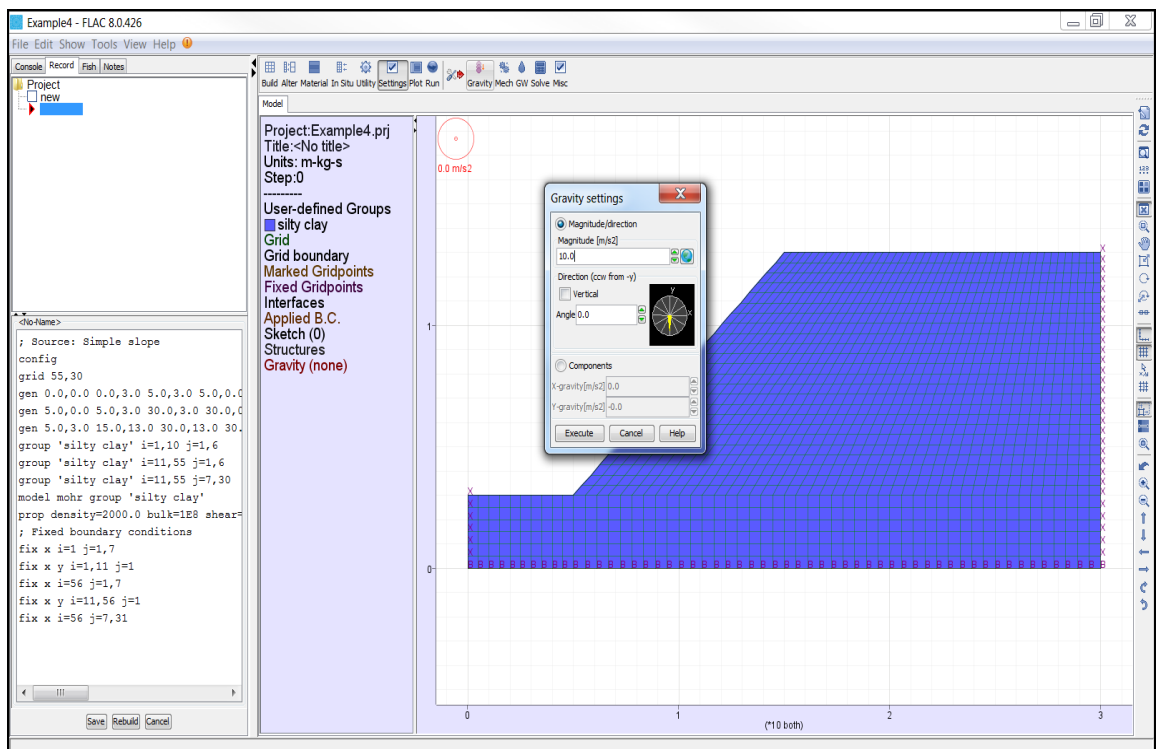 Example4 - FLAC 8.0.426
File Edit Show Tools View Help
Console Record Fish Notes
Project
new
Build Alter Material In Situ Utility Settings Plot Run Gravity Mech GW Solve Misc
Model
Project:Example4.prj
Title:<No title>
Units: m-kg-s
Step:0
---------
User-defined Groups
silty clay
Grid
Grid boundary
Marked Gridpoints
Fixed Gridpoints
Interfaces
Applied B.C.
Sketch (0)
Structures
Gravity (none)
0.0 m/s2
Gravity settings
Magnitude/direction
Magnitude [m/s2]
10.0
Direction (ccw from -y)
Vertical
Angle 0.0
y
x
Components
X-gravity[m/s2] 0.0
Y-gravity[m/s2] -0.0
Execute Cancel Help
1
0
0 1 2 3
(*10 both)
<No-Name>
; Source: Simple slope
config
grid 55,30
gen 0.0,0.0 0.0,3.0 5.0,3.0 5.0,0.0
gen 5.0,0.0 5.0,3.0 30.0,3.0 30.0,0
gen 5.0,3.0 15.0,13.0 30.0,13.0 30.
group 'silty clay' i=1,10 j=1,6
group 'silty clay' i=11,55 j=1,6
group 'silty clay' i=11,55 j=7,30
model mohr group 'silty clay'
prop density=2000.0 bulk=1E8 shear=
; Fixed boundary conditions
fix x i=1 j=1,7
fix x y i=1,11 j=1
fix x i=56 j=1,7
fix x y i=11,56 j=1
fix x i=56 j=7,31
Save Rebuild Cancel